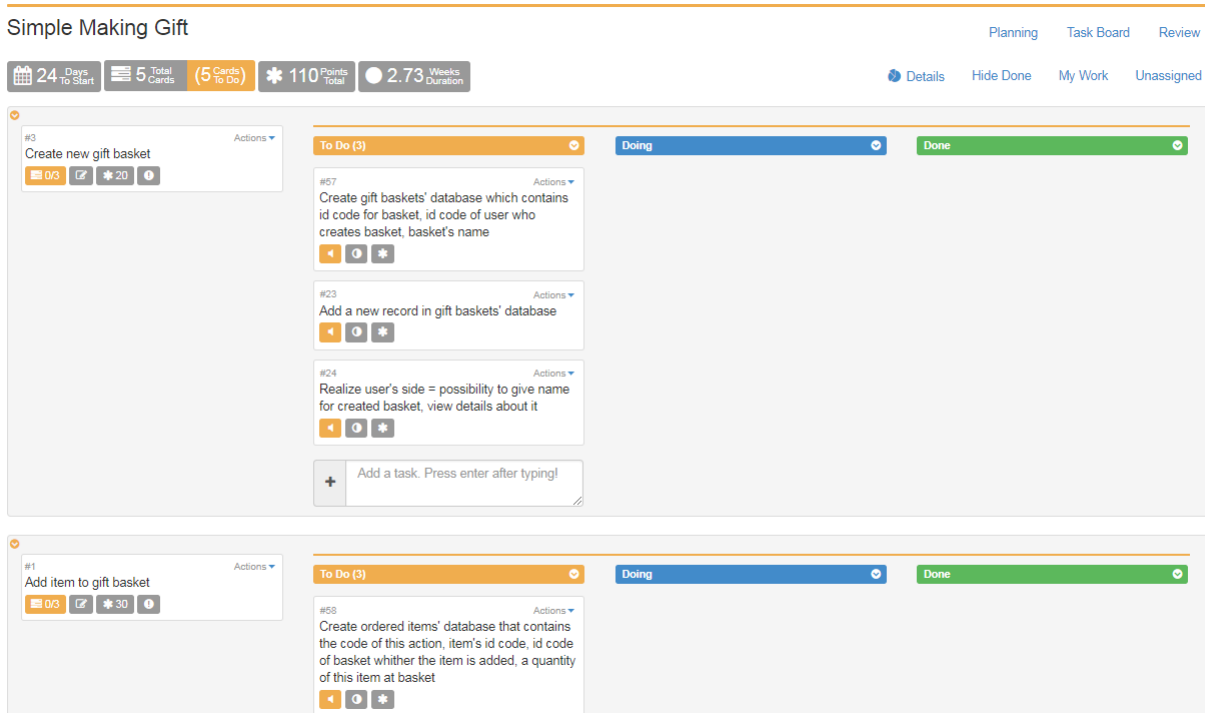 Simple Making Gift
Planning Task Board Review
24 Days To Start 5 Total Cards (5 Cards To Do) 110 Points Total 2.73 Weeks Duration
Details Hide Done My Work Unassigned
#3 Actions
Create new gift basket
0/3 20
To Do (3) Doing Done
#57 Actions
Create gift baskets' database which contains
id code for basket, id code of user who
creates basket, basket's name
#23 Actions
Add a new record in gift baskets' database
#24 Actions
Realize user's side = possibility to give name
for created basket, view details about it
+ Add a task. Press enter after typing!
#1 Actions
Add item to gift basket
0/3 30
To Do (3) Doing Done
#58 Actions
Create ordered items' database that contains
the code of this action, item's id code, id code
of basket whither the item is added, a quantity
of this item at basket